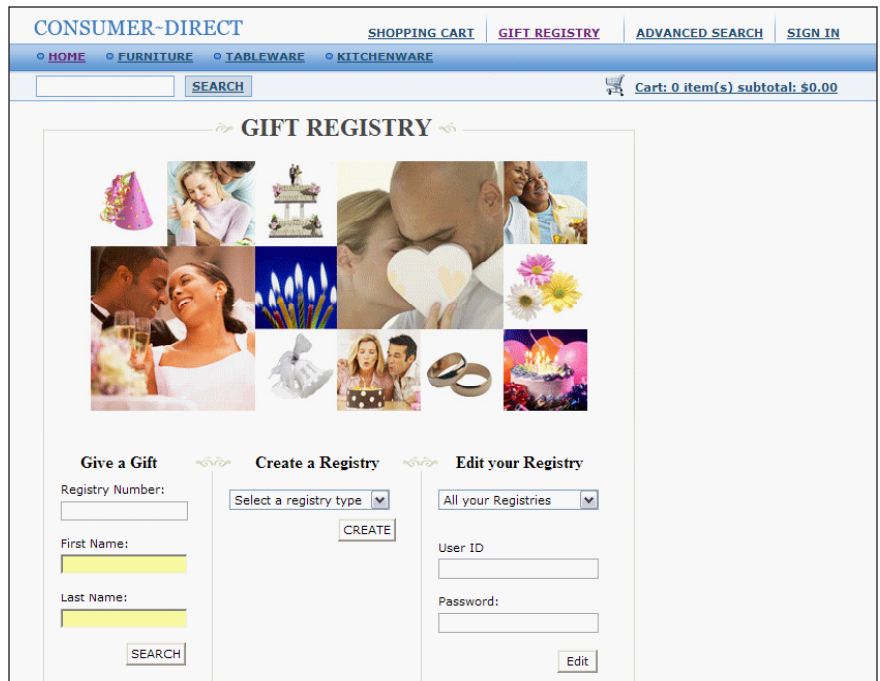 CONSUMER~DIRECT
SHOPPING CART GIFT REGISTRY ADVANCED SEARCH SIGN IN
HOME FURNITURE TABLEWARE KITCHENWARE
SEARCH Cart: 0 item(s) subtotal: $0.00
GIFT REGISTRY
Give a Gift
Registry Number:
First Name:
Last Name:
SEARCH
Create a Registry
Select a registry type
CREATE
Edit your Registry
All your Registries
User ID
Password:
Edit